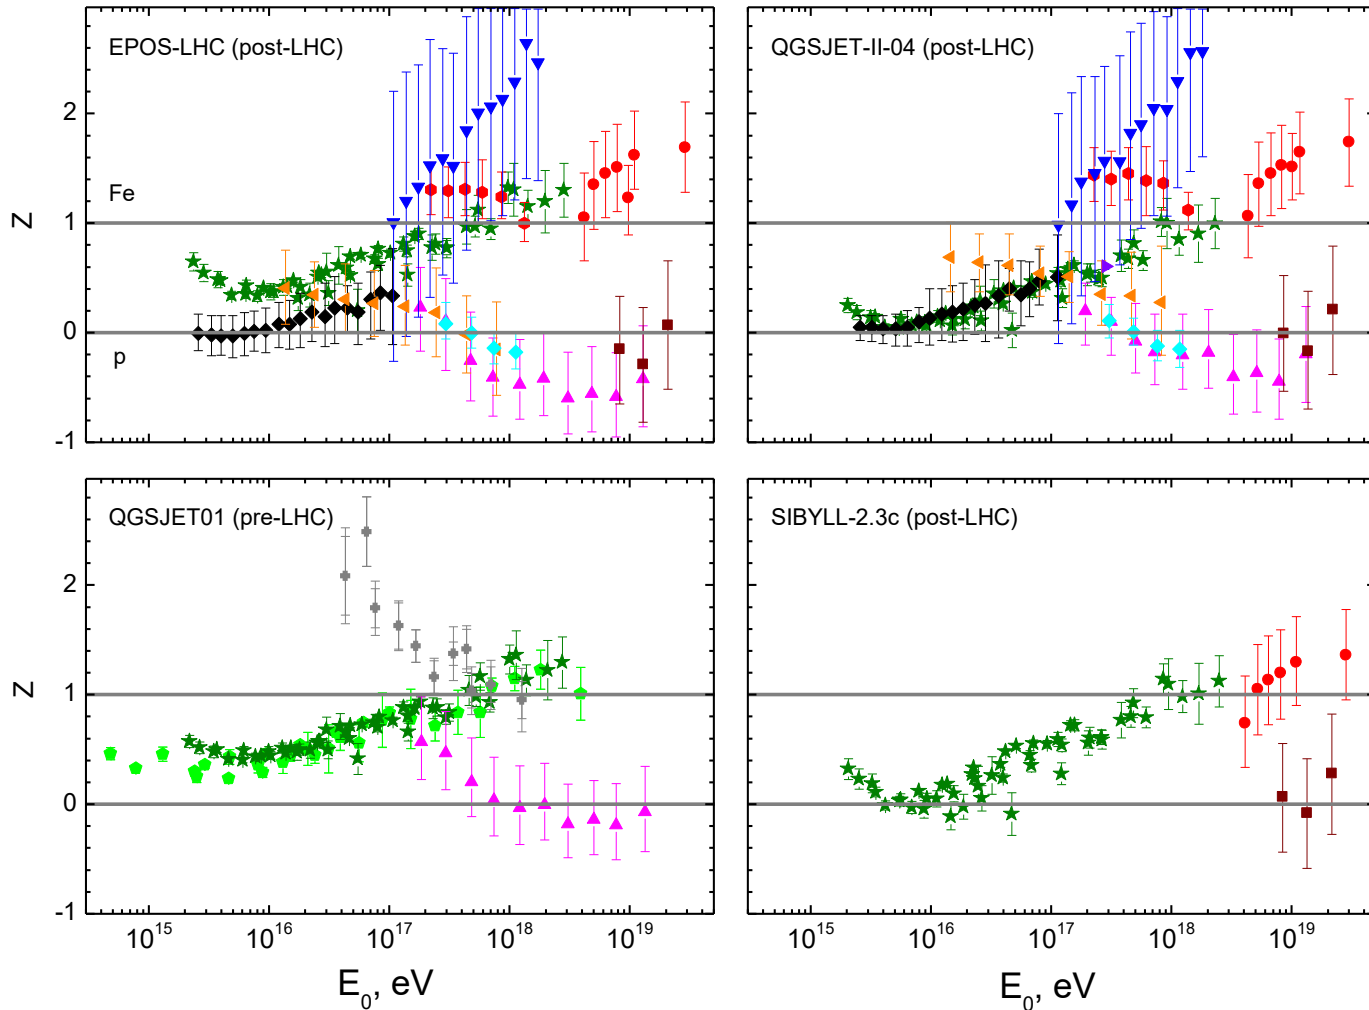 EPOS-LHC (post-LHC)
QGSJET-II-04 (post-LHC)
2
Fe
z
1
0
p
-1
QGSJET01 (pre-LHC)
SIBYLL-2.3c (post-LHC)
2
z
1
0
-1
10^15 10^16 10^17 10^18 10^19
10^15 10^16 10^17 10^18 10^19
E_0, eV
E_0, eV